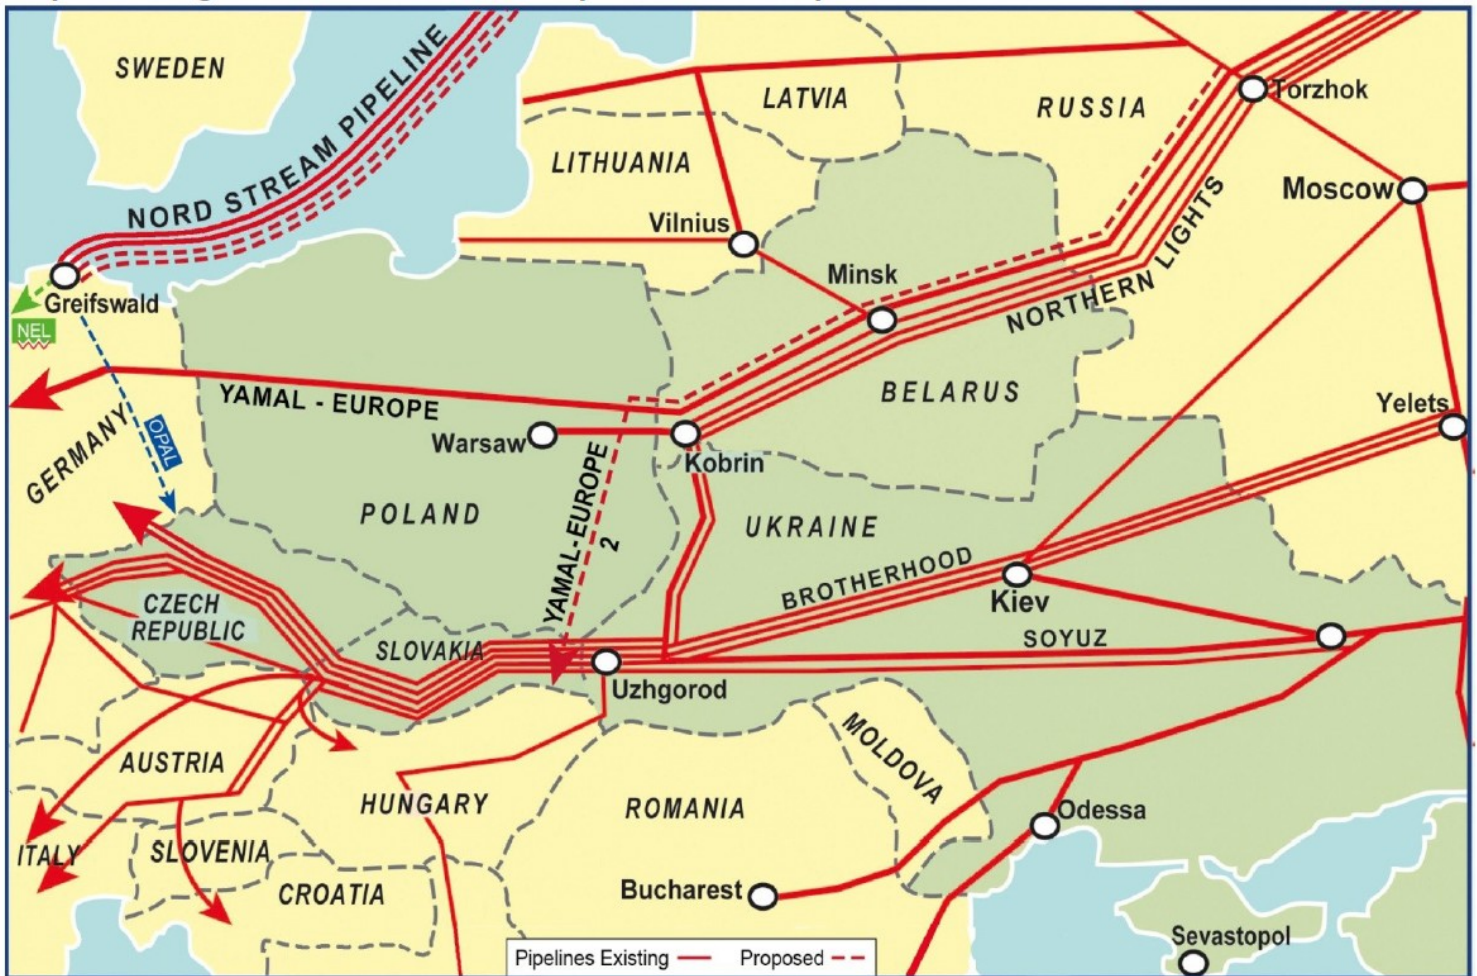 SWEDEN
NORD STREAM PIPELINE
LATVIA
RUSSIA
Torzhok
LITHUANIA
Moscow
Vilnius
NORTHERN LIGHTS
Minsk
Greifswald
NEL
BELARUS
YAMAL - EUROPE
Yelets
OPAL
Warsaw
Kobrin
GERMANY
POLAND
YAMAL-EUROPE
2
UKRAINE
BROTHERHOOD
Kiev
CZECH
REPUBLIC
SLOVAKIA
SOYUZ
Uzhgorod
MOLDOVA
AUSTRIA
HUNGARY
ROMANIA
Odessa
ITALY
SLOVENIA
CROATIA
Bucharest
Sevastopol
Pipelines Existing
Proposed